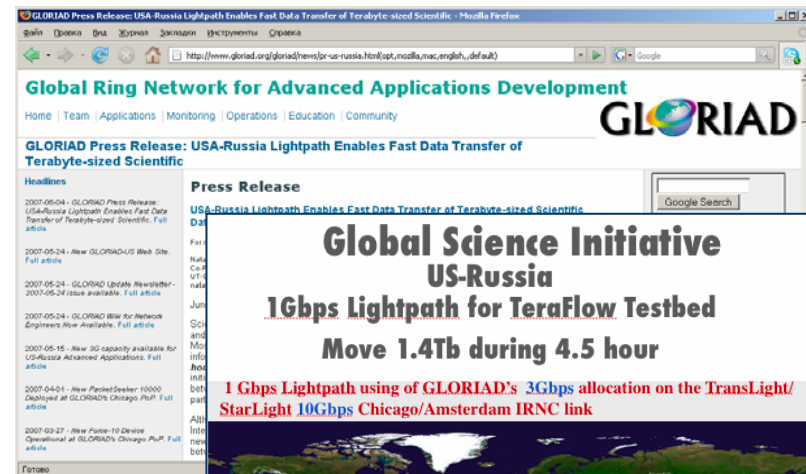 GLORIAD Press Release: USA-Russia Lightpath Enables Fast Data Transfer of Terabyte-sized Scientific - Mozilla Firefox
Файл Правка Вид Журнал Закладки Инструменты Справка
http://www.gloriad.org/gloriad/news/pr-us-russia.html(opt,mozilla,mac,english,,default)
Google
Global Ring Network for Advanced Applications Development
Home | Team | Applications | Monitoring | Operations | Education | Community
GLORIAD
GLORIAD Press Release: USA-Russia Lightpath Enables Fast Data Transfer of
Terabyte-sized Scientific
Headlines
2007-06-04 - GLORIAD Press Release:
USA-Russia Lightpath Enables Fast Data
Transfer of Terabyte-sized Scientific. Full
article
2007-05-24 - New GLORIAD-US Web Site.
Full article
2007-05-24 - GLORIAD Update Newsletter -
2007-05-24 issue available. Full article
2007-05-24 - GLORIAD Wiki for Network
Engineers Now Available. Full article
2007-05-15 - New 3G capacity available for
US-Russia Advanced Applications. Full
article
2007-04-01 - New PacketSeeker 10000
Deployed at GLORIAD's Chicago PoP. Full
article
2007-03-27 - New Force-10 Device
Operational at GLORIAD's Chicago PoP. Full
article
Press Release
USA-Russia Lightpath Enables Fast Data Transfer of Terabyte-sized Scientific
Google Search
Global Science Initiative
US-Russia
1Gbps Lightpath for TeraFlow Testbed
Move 1.4Tb during 4.5 hour
1 Gbps Lightpath using of GLORIAD's 3Gbps allocation on the TransLight/
StarLight 10Gbps Chicago/Amsterdam IRNC link
Готово